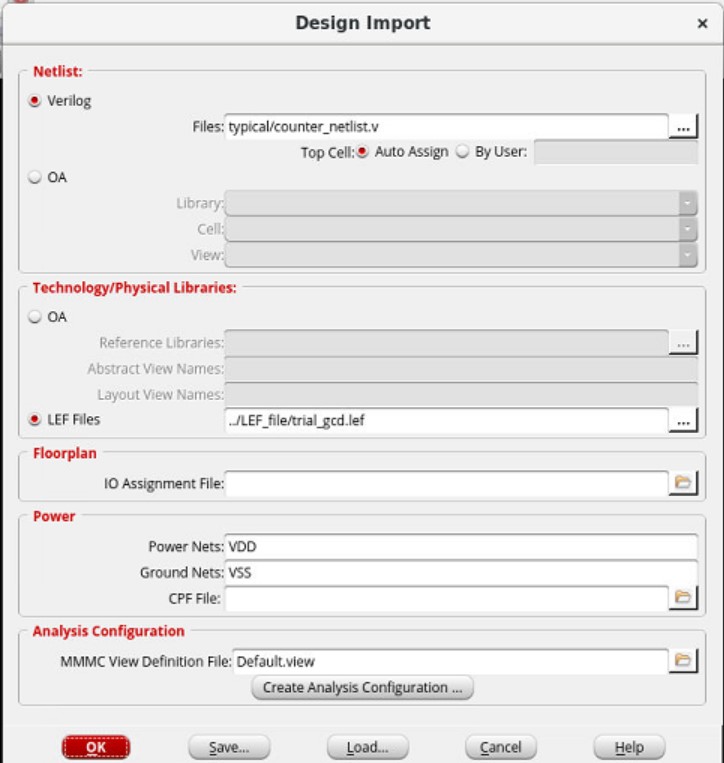 Design Import
×
Netlist:
Verilog
Files: typical/counter_netlist.v ...
Top Cell: Auto Assign By User:
OA
Library:
Cell:
View:
Technology/Physical Libraries:
OA
Reference Libraries: ...
Abstract View Names:
Layout View Names:
LEF Files ../LEF_file/trial_gcd.lef ...
Floorplan
IO Assignment File:
Power
Power Nets: VDD
Ground Nets: VSS
CPF File:
Analysis Configuration
MMMC View Definition File: Default.view
Create Analysis Configuration ...
OK Save... Load... Cancel Help